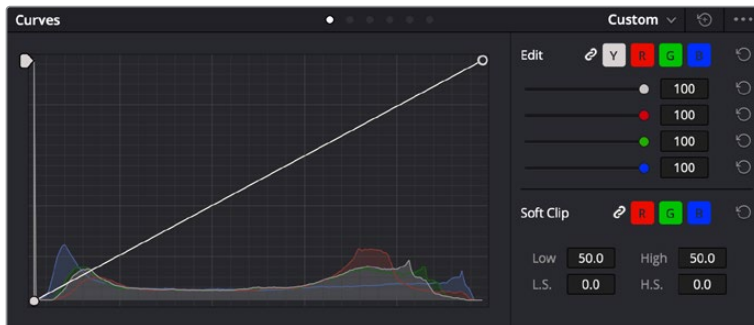 Curves
Custom
Edit Y R G B
100
100
100
100
Soft Clip R G B
Low 50.0 High 50.0
L.S. 0.0 H.S. 0.0